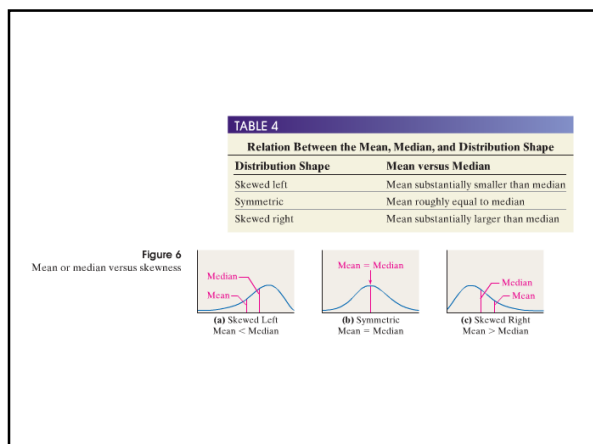 TABLE 4
Relation Between the Mean, Median, and Distribution Shape
Distribution Shape Mean versus Median
Skewed left Mean substantially smaller than median
Symmetric Mean roughly equal to median
Skewed right Mean substantially larger than median
Figure 6
Mean or median versus skewness
Median
Mean
(a) Skewed Left
Mean < Median
Mean = Median
(b) Symmetric
Mean = Median
Median
Mean
(c) Skewed Right
Mean > Median